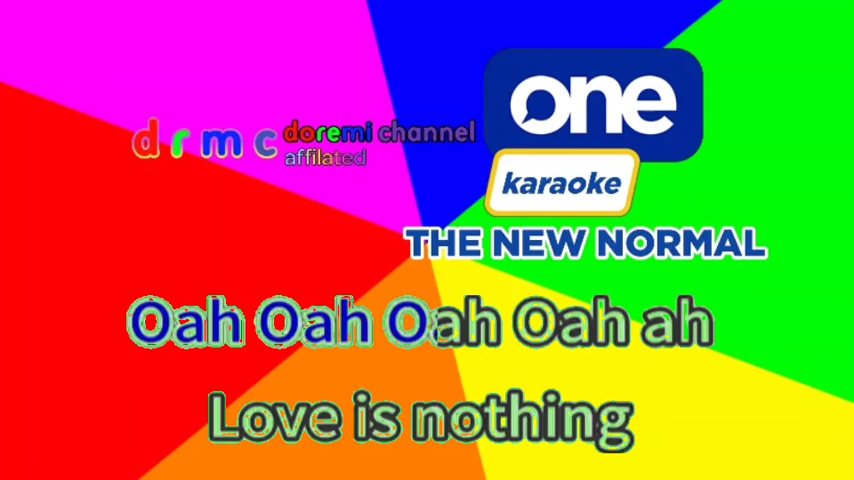 d r m c doremi channel
affilated
one
karaoke
THE NEW NORMAL
Oah Oah Oah Oah ah
Love is nothing